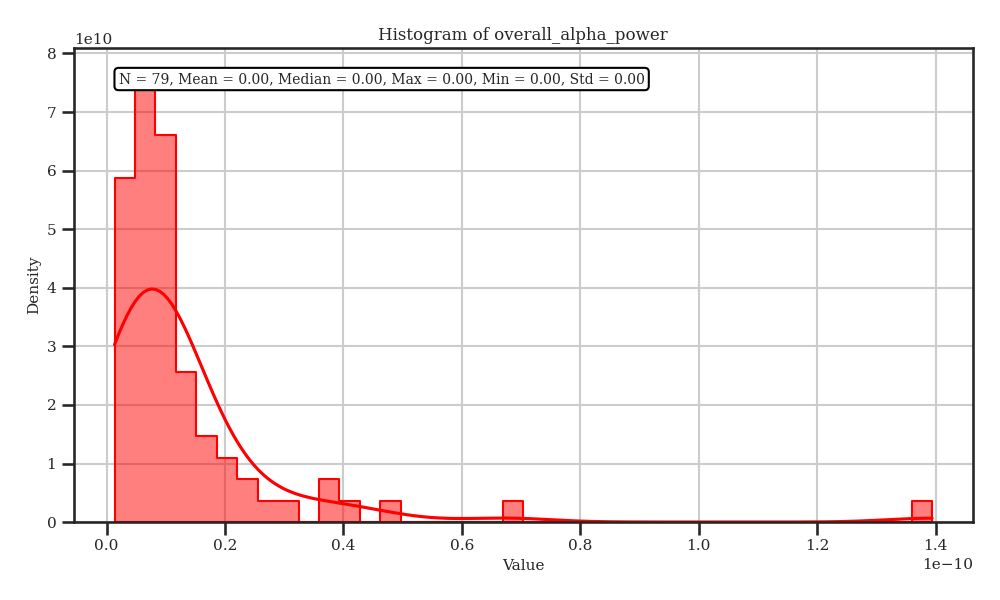 Histogram of overall_alpha_power
1e10
N = 79, Mean = 0.00, Median = 0.00, Max = 0.00, Min = 0.00, Std = 0.00
8
7
6
5
4
3
2
1
0
Density
0.0 0.2 0.4 0.6 0.8 1.0 1.2 1.4
Value
1e−10